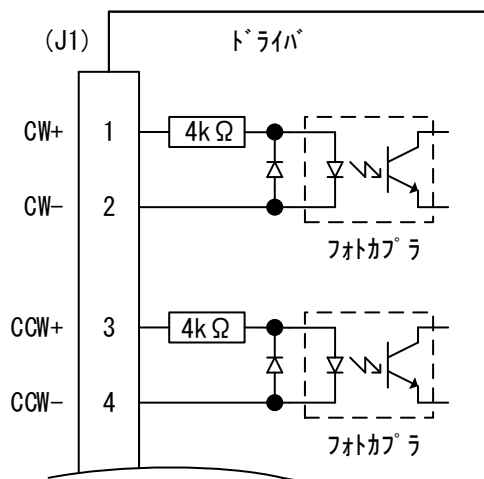 (J1) ﾄﾞﾗｲﾊﾞ
CW+ 1 4kΩ
CW- 2
ﾌｫﾄｶﾌﾟﾗ
CCW+ 3 4kΩ
CCW- 4
ﾌｫﾄｶﾌﾟﾗ